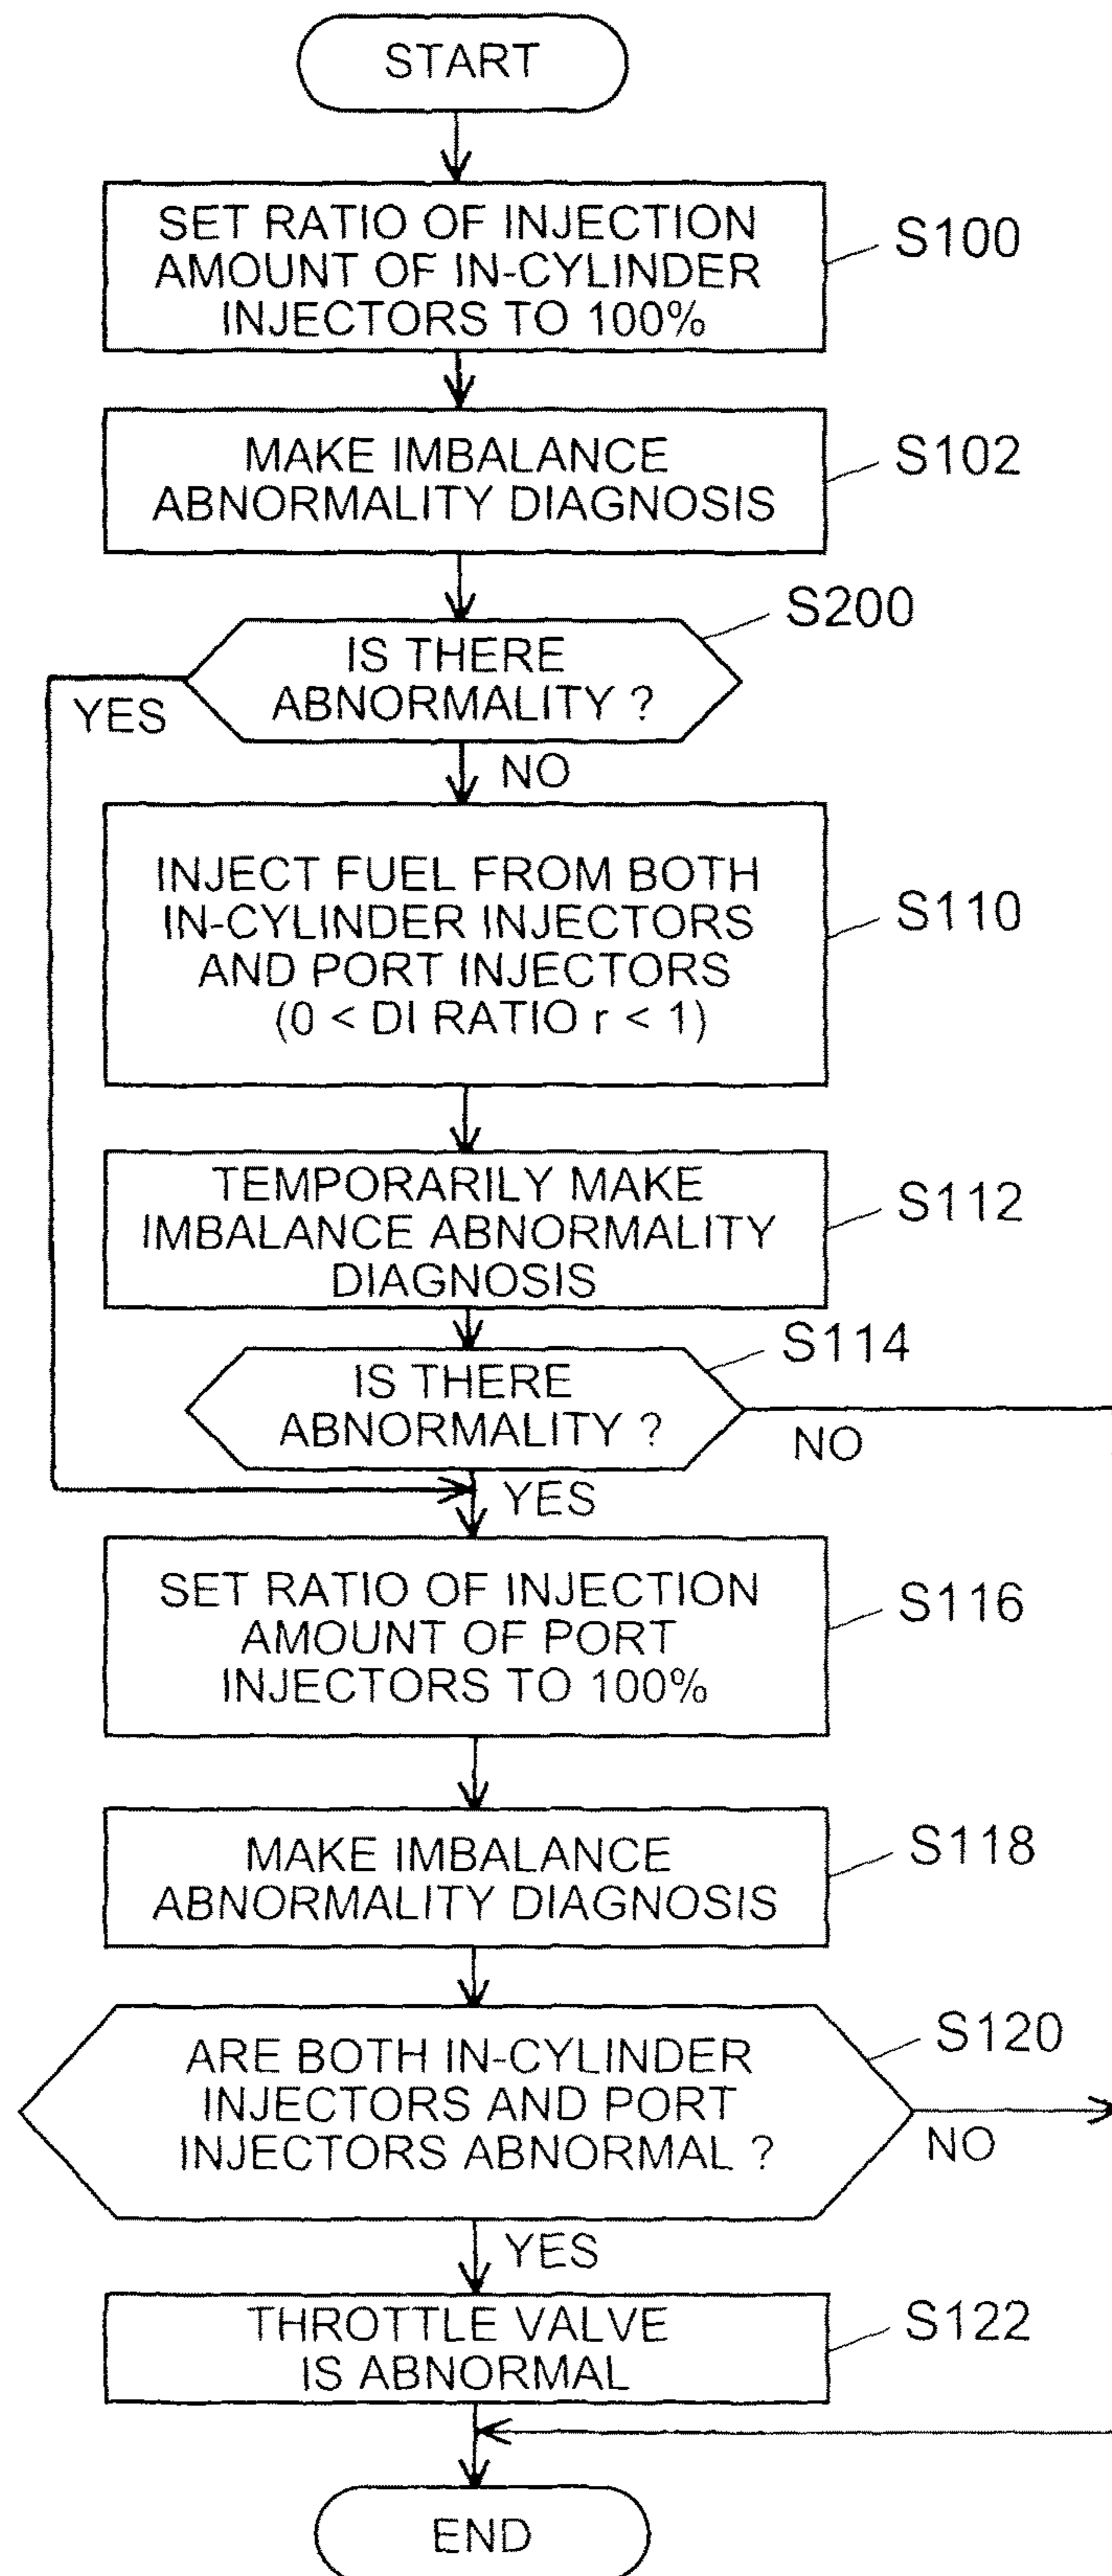 START
SET RATIO OF INJECTION
AMOUNT OF IN-CYLINDER
INJECTORS TO 100%
S100
MAKE IMBALANCE
ABNORMALITY DIAGNOSIS
S102
IS THERE
ABNORMALITY ?
S200
YES
NO
INJECT FUEL FROM BOTH
IN-CYLINDER INJECTORS
AND PORT INJECTORS
(0 < DI RATIO r < 1)
S110
TEMPORARILY MAKE
IMBALANCE ABNORMALITY
DIAGNOSIS
S112
IS THERE
ABNORMALITY ?
S114
NO
YES
SET RATIO OF INJECTION
AMOUNT OF PORT
INJECTORS TO 100%
S116
MAKE IMBALANCE
ABNORMALITY DIAGNOSIS
S118
ARE BOTH IN-CYLINDER
INJECTORS AND PORT
INJECTORS ABNORMAL ?
S120
NO
YES
THROTTLE VALVE
IS ABNORMAL
S122
END